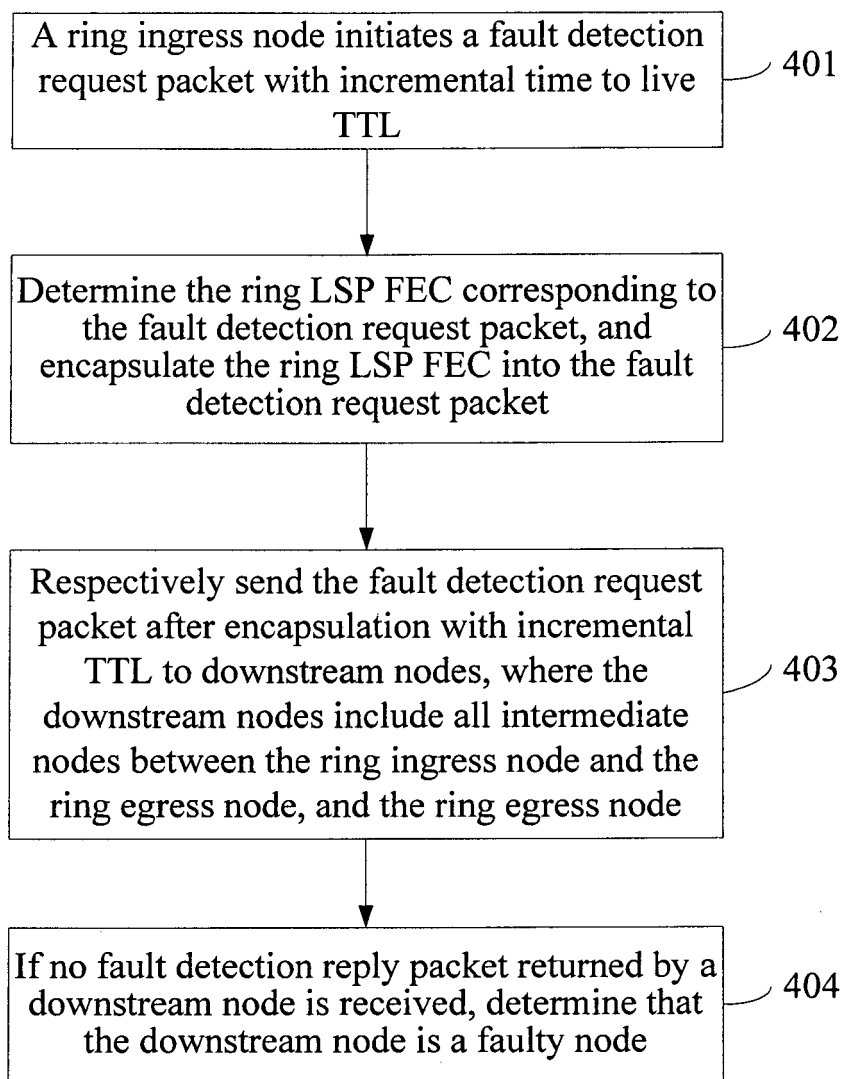 A ring ingress node initiates a fault detection
request packet with incremental time to live
TTL
401
Determine the ring LSP FEC corresponding to
the fault detection request packet, and
encapsulate the ring LSP FEC into the fault
detection request packet
402
Respectively send the fault detection request
packet after encapsulation with incremental
TTL to downstream nodes, where the
downstream nodes include all intermediate
nodes between the ring ingress node and the
ring egress node, and the ring egress node
403
If no fault detection reply packet returned by a
downstream node is received, determine that
the downstream node is a faulty node
404